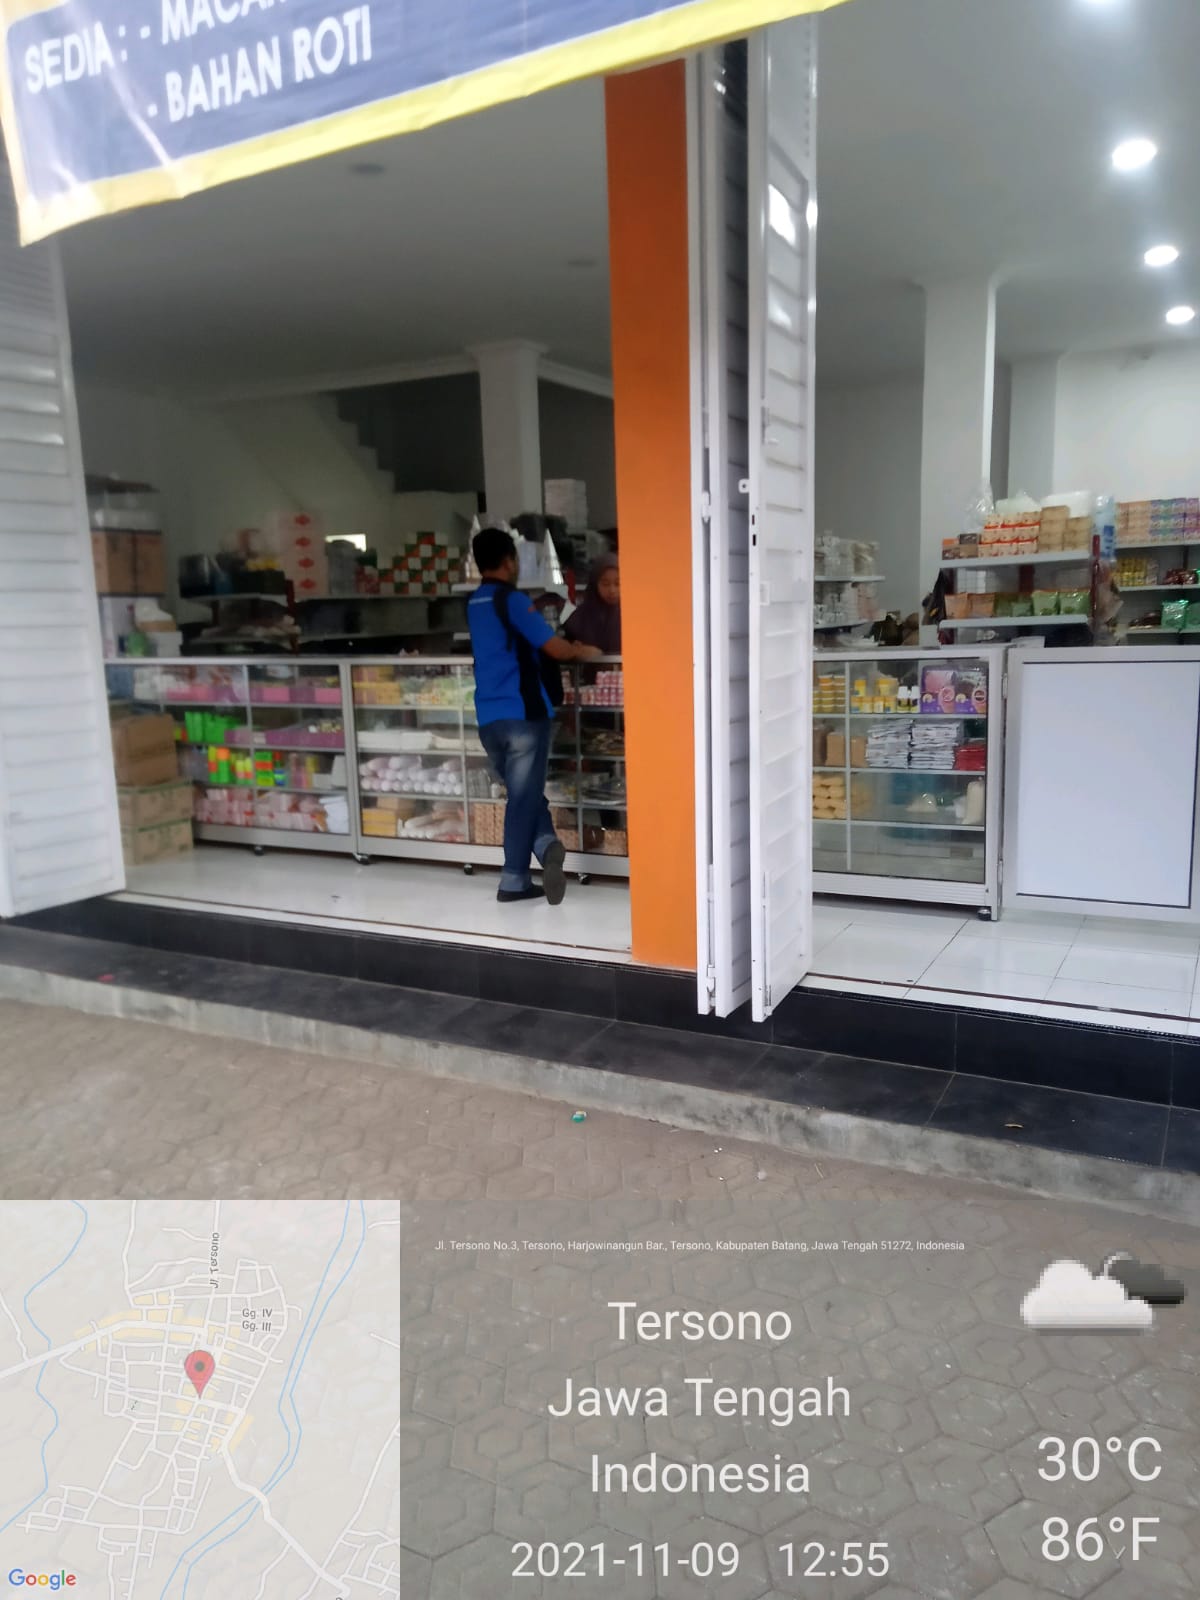 SEDIA : -
- BAHAN ROTI
Jl. Tersono
Gg. IV
Gg. III
Google
Jl. Tersono No.3, Tersono, Harjowinangun Bar., Tersono, Kabupaten Batang, Jawa Tengah 51272, Indonesia
Tersono
Jawa Tengah
Indonesia
2021-11-09 12:55
30°C
86°F